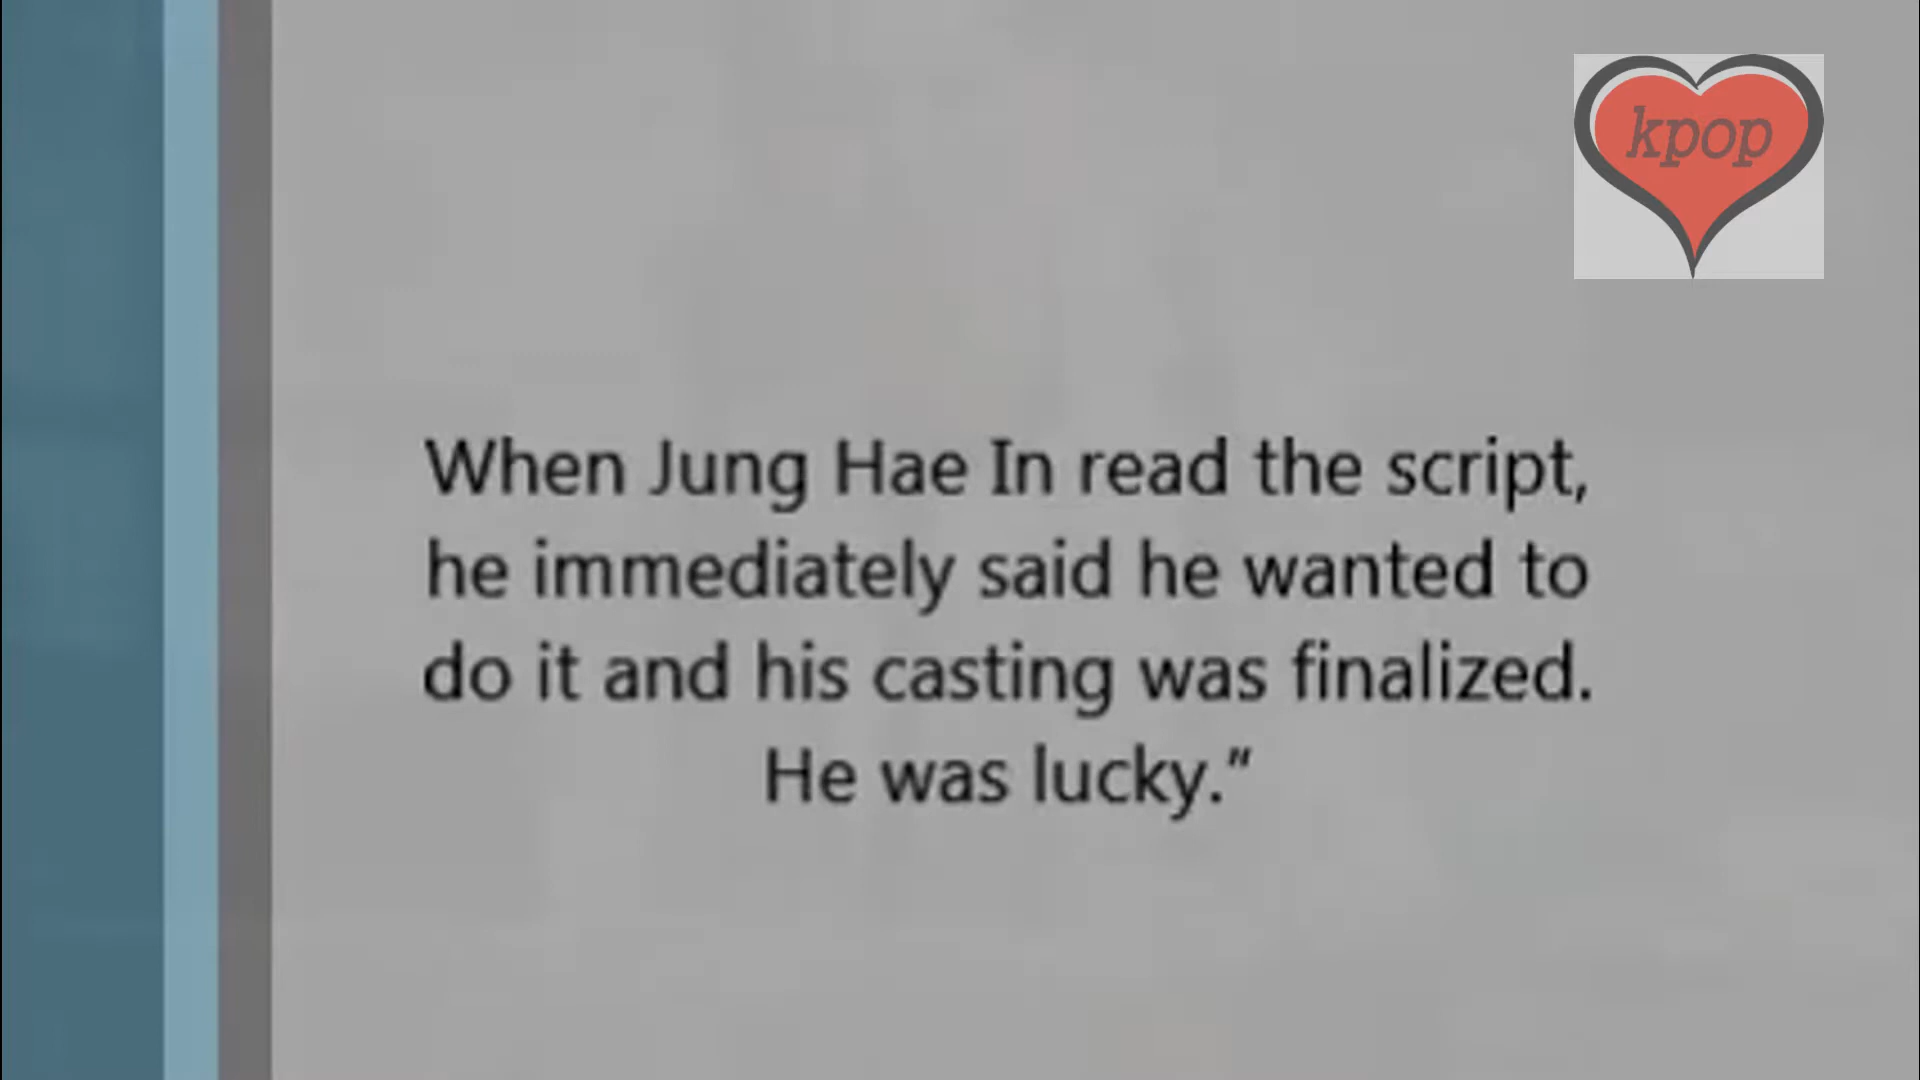 kpop
When Jung Hae In read the script,
he immediately said he wanted to
do it and his casting was finalized.
He was lucky.”